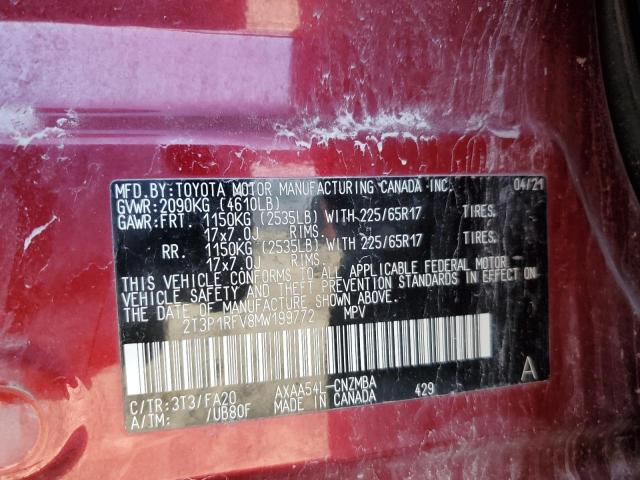 MFD.BY:TOYOTA MOTOR MANUFACTURING CANADA INC. 04/21
GVWR:2090KG (4610LB)
GAWR:FRT. 1150KG (2535LB) WITH 225/65R17 TIRES.
17x7.0J RIMS.
RR. 1150KG (2535LB) WITH 225/65R17 TIRES.
17x7.0J RIMS.
THIS VEHICLE CONFORMS TO ALL APPLICABLE FEDERAL MOTOR
VEHICLE SAFETY AND THEFT PREVENTION STANDARDS IN EFFECT ON
THE DATE OF MANUFACTURE SHOWN ABOVE.
2T3P1RFV8MW199772 MPV
C/TR:3T3/FA20 AXAA54L-CNZMBA A
A/TM: /UB80F MADE IN CANADA 429